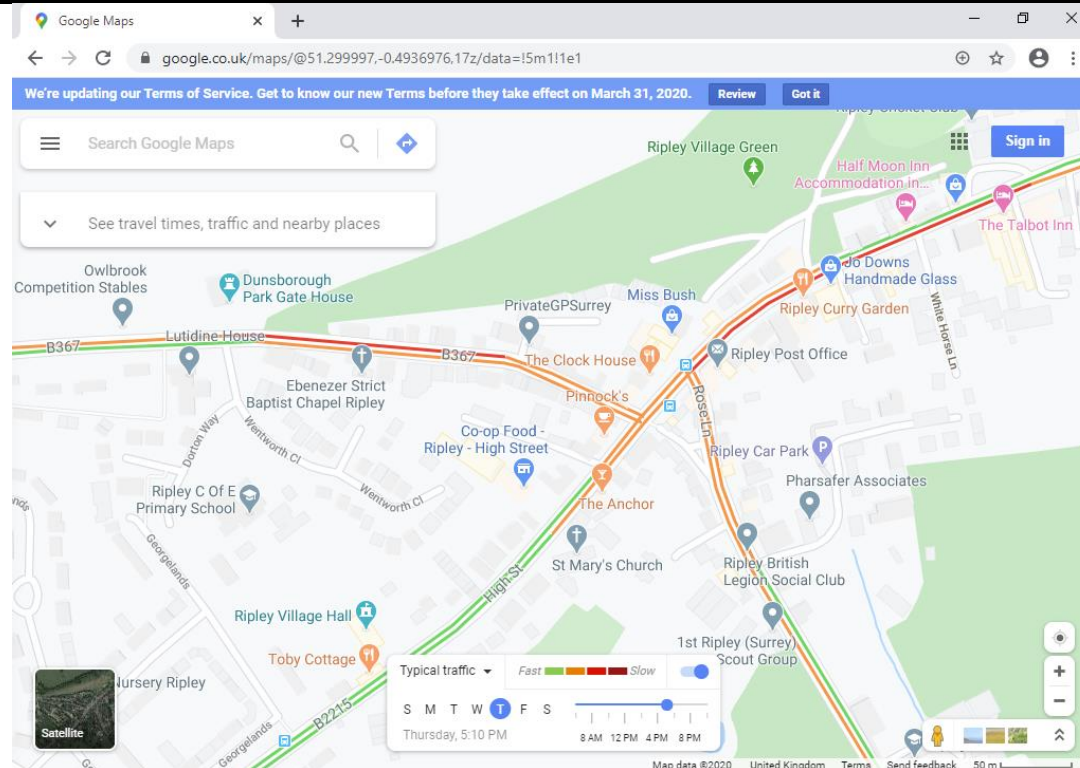 Google Maps
google.co.uk/maps/@51.299997,-0.4936976,17z/data=!5m1!1e1
We're updating our Terms of Service. Get to know our new Terms before they take effect on March 31, 2020.
Review
Got it
Ripley Cricket Club
Search Google Maps
Sign in
Ripley Village Green
Half Moon Inn
Accommodation in...
See travel times, traffic and nearby places
The Talbot Inn
Owlbrook
Competition Stables
Dunsborough
Park Gate House
Jo Downs
Handmade Glass
Miss Bush
PrivateGPSurrey
Ripley Curry Garden
White Horse Ln
Lutidine House
B367
B367
The Clock House
Ripley Post Office
Ebenezer Strict
Baptist Chapel Ripley
Pinnock's
Rose Ln
Dorton Way
Wentworth Cl
Co-op Food -
Ripley - High Street
Ripley Car Park
P
Pharsafer Associates
Wentworth Cl
Ripley C Of E
Primary School
The Anchor
Georgelands
St Mary's Church
Ripley British
Legion Social Club
High St
Ripley Village Hall
1st Ripley (Surrey)
Scout Group
Toby Cottage
Typical traffic
Fast
Slow
Nursery Ripley
S M T W T F S
B2215
Georgelands
Satellite
Thursday, 5:10 PM
8 AM 12 PM 4 PM 8 PM
Map data ©2020 United Kingdom Terms Send feedback 50 m